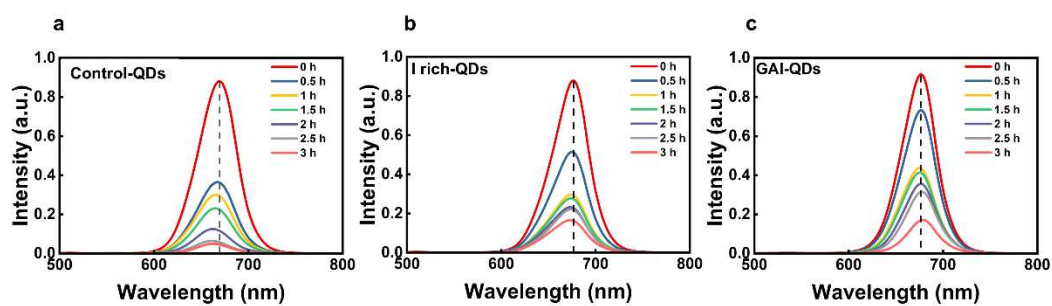 a
Control-QDs
0 h
0.5 h
1 h
1.5 h
2 h
2.5 h
3 h
Intensity (a.u.)
1.0
0.8
0.6
0.4
0.2
0.0
500
600
700
800
Wavelength (nm)
b
I rich-QDs
0 h
0.5 h
1 h
1.5 h
2 h
2.5 h
3 h
Intensity (a.u.)
1.0
0.8
0.6
0.4
0.2
0.0
500
600
700
800
Wavelength (nm)
c
GAI-QDs
0 h
0.5 h
1 h
1.5 h
2 h
2.5 h
3 h
Intensity (a.u.)
1.0
0.8
0.6
0.4
0.2
0.0
500
600
700
800
Wavelength (nm)